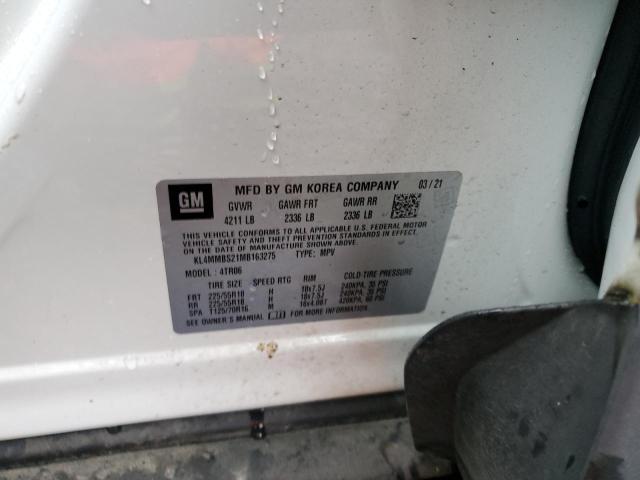 GM
MFD BY GM KOREA COMPANY 03/21
GVWR GAWR FRT GAWR RR
4211 LB 2336 LB 2336 LB
THIS VEHICLE CONFORMS TO ALL APPLICABLE U.S. FEDERAL MOTOR
VEHICLE SAFETY, BUMPER, AND THEFT PREVENTION STANDARDS IN EFFECT
ON THE DATE OF MANUFACTURE SHOWN ABOVE.
KL4MMBS21MB163275 TYPE: MPV
MODEL: 4TR06
TIRE SIZE SPEED RTG RIM COLD TIRE PRESSURE
FRT 225/55R18 H 18x7.5J 240KPA, 35 PSI
RR 225/55R18 H 18x7.5J 240KPA, 35 PSI
SPA T125/70R16 M 16x4.0BT 420KPA, 60 PSI
SEE OWNER'S MANUAL FOR MORE INFORMATION.